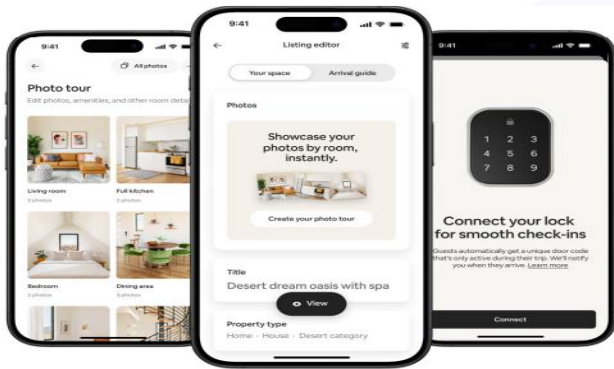 9:41
All photos
Photo tour
Edit photos, amenities, and other room deta
Living room
Full kitchen
2 photos
Bedroom
Dining area
3 photos
9:41
Listing editor
Your space
Arrival guide
Photos
Showcase your
photos by room,
instantly.
Create your photo tour
Title
Desert dream oasis with spa
View
Property type
Home · House · Desert category
9:41
1 2 3
4 5 6
7 8 9
Connect your lock
for smooth check-ins
Guests automatically get a unique door code
that's only active during their trip. We'll notify
you when they arrive. Learn more
Connect